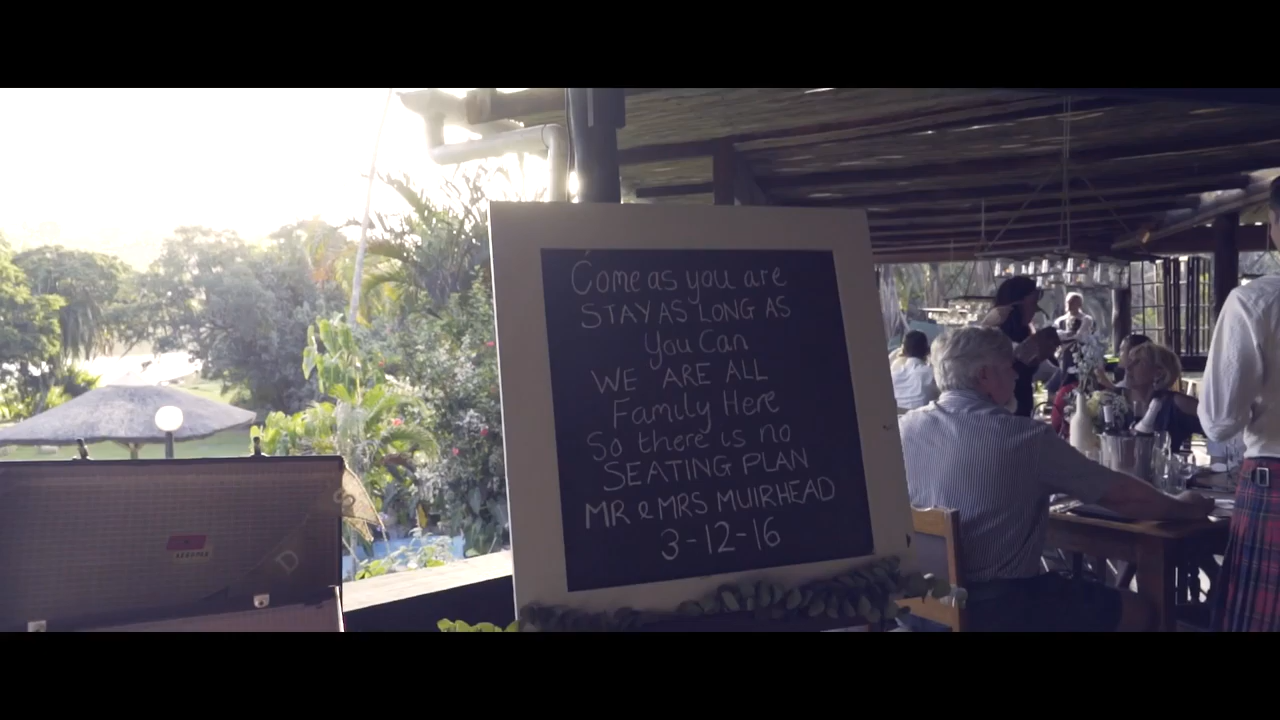 Come as you are
STAY AS LONG AS
You Can
WE ARE ALL
Family Here
So there is no
SEATING PLAN
MR & MRS MUIRHEAD
3-12-16
D